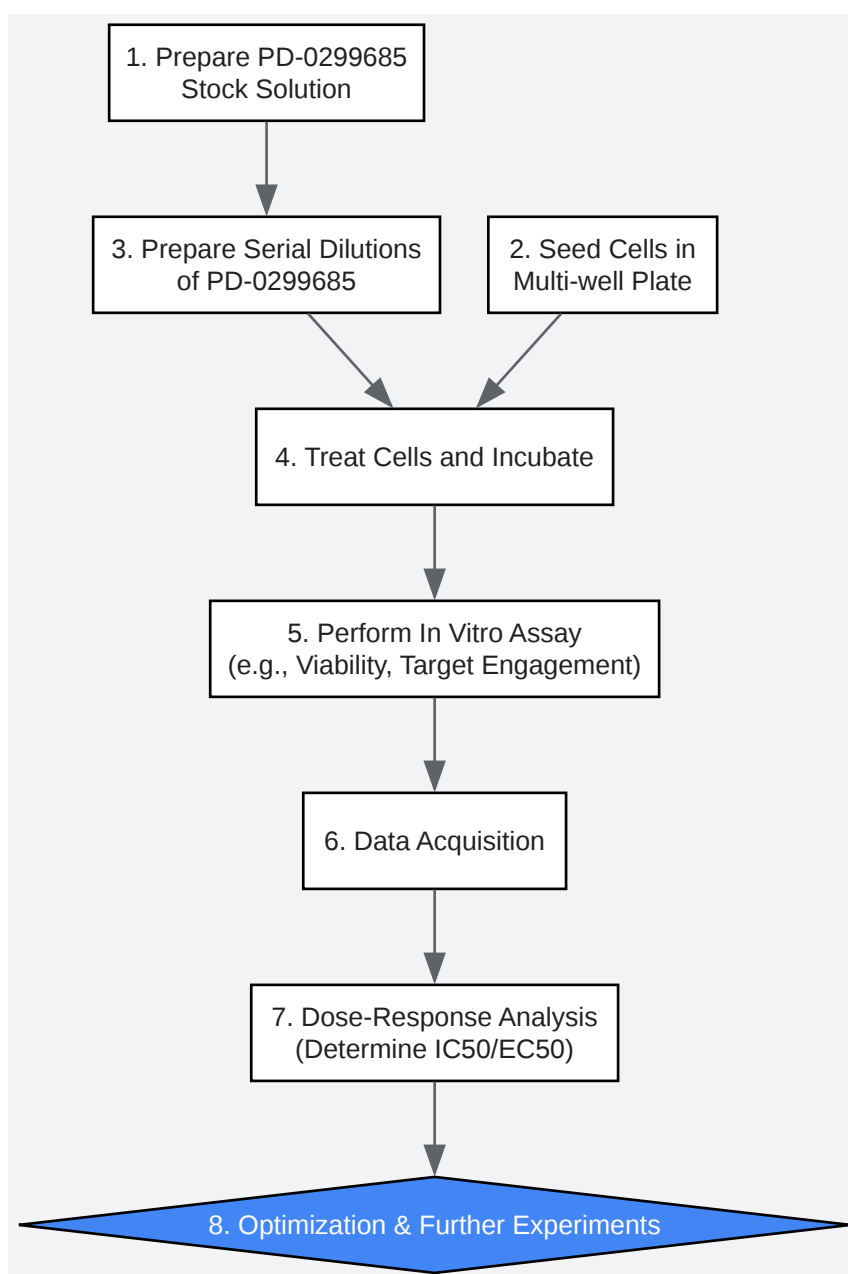 1. Prepare PD-0299685
Stock Solution
3. Prepare Serial Dilutions
of PD-0299685
2. Seed Cells in
Multi-well Plate
4. Treat Cells and Incubate
5. Perform In Vitro Assay
(e.g., Viability, Target Engagement)
6. Data Acquisition
7. Dose-Response Analysis
(Determine IC50/EC50)
8. Optimization & Further Experiments